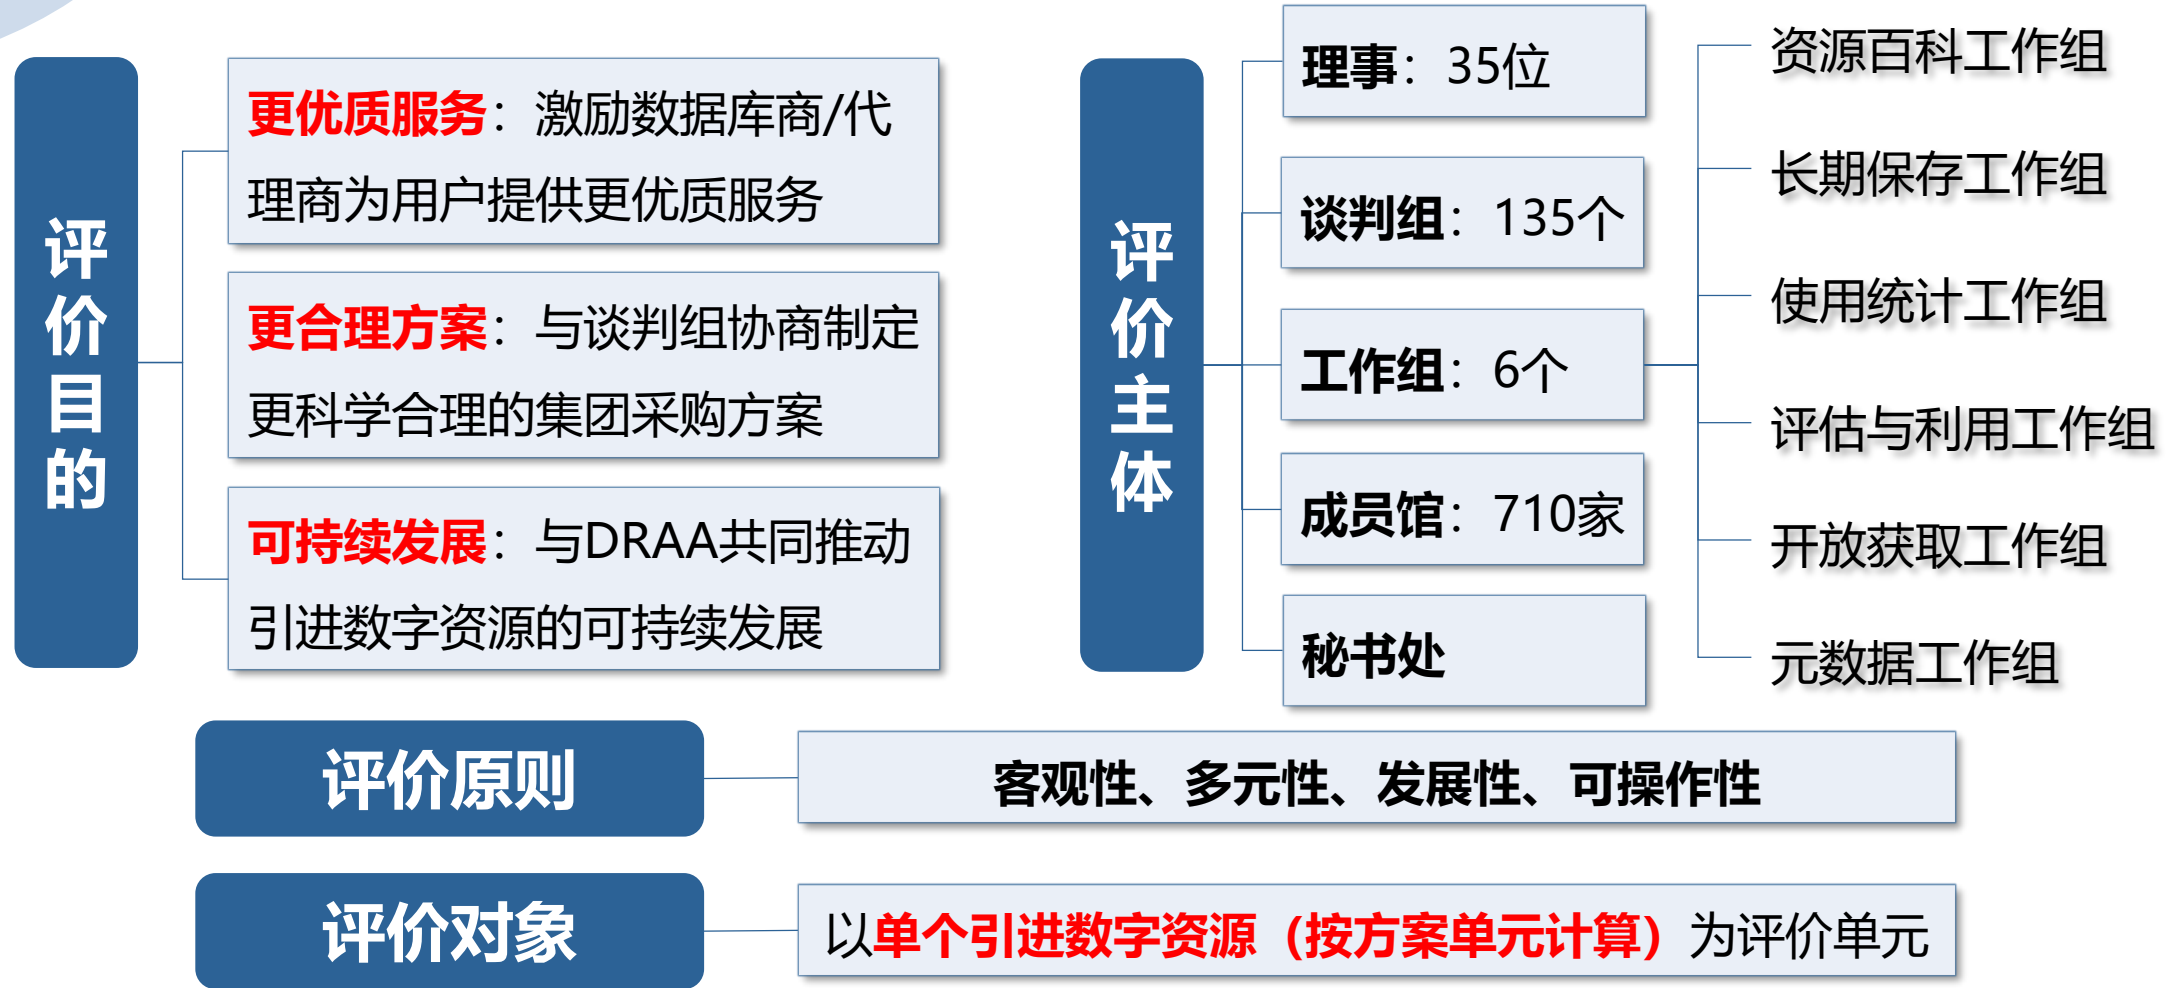 评价目的
更优质服务：激励数据库商/代
理商为用户提供更优质服务
更合理方案：与谈判组协商制定
更科学合理的集团采购方案
可持续发展：与DRAA共同推动
引进数字资源的可持续发展
评价主体
理事：35位
谈判组：135个
工作组：6个
成员馆：710家
秘书处
资源百科工作组
长期保存工作组
使用统计工作组
评估与利用工作组
开放获取工作组
元数据工作组
评价原则
客观性、多元性、发展性、可操作性
评价对象
以单个引进数字资源（按方案单元计算）为评价单元